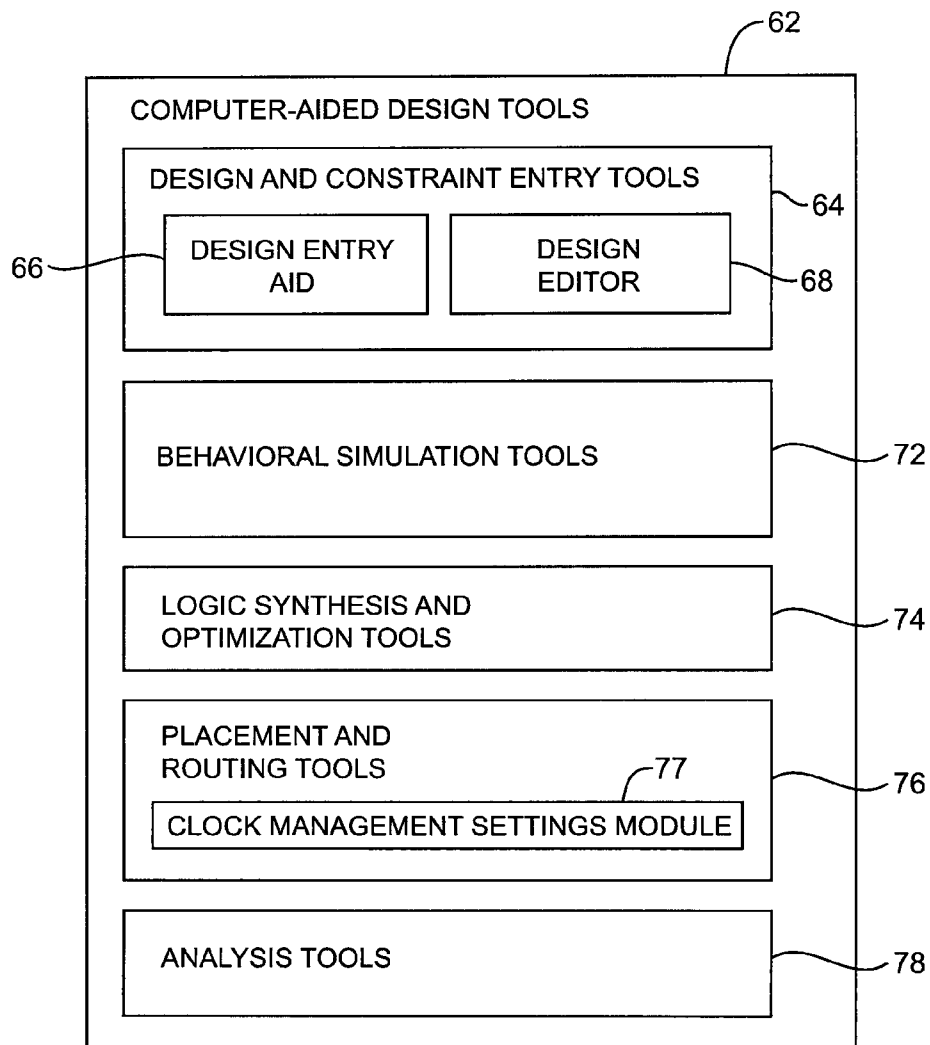 62
COMPUTER-AIDED DESIGN TOOLS
DESIGN AND CONSTRAINT ENTRY TOOLS
64
66
DESIGN ENTRY
AID
DESIGN
EDITOR
68
BEHAVIORAL SIMULATION TOOLS
72
LOGIC SYNTHESIS AND
OPTIMIZATION TOOLS
74
PLACEMENT AND
ROUTING TOOLS
77
76
CLOCK MANAGEMENT SETTINGS MODULE
ANALYSIS TOOLS
78